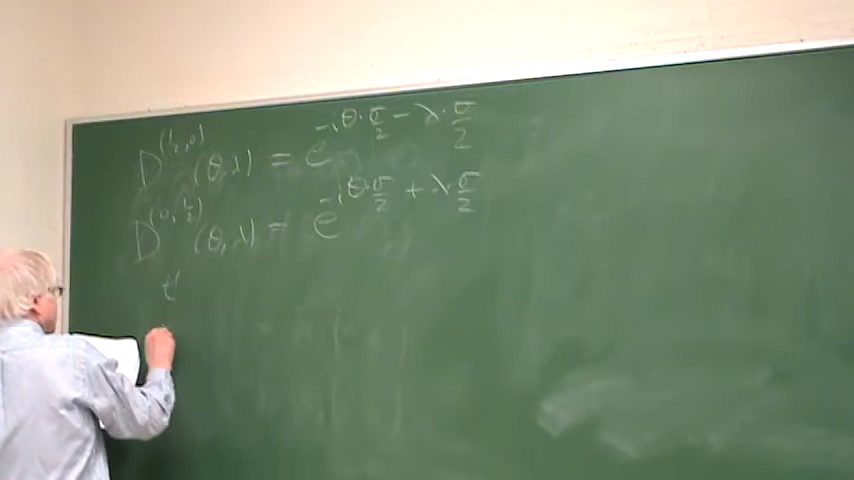 D^{(1/2, 0)} (θ, λ) = e^{-iθ·σ/2 - λ·σ/2}
D^{(0, 1/2)} (θ, λ) = e^{-iθ·σ/2 + λ·σ/2}
t'